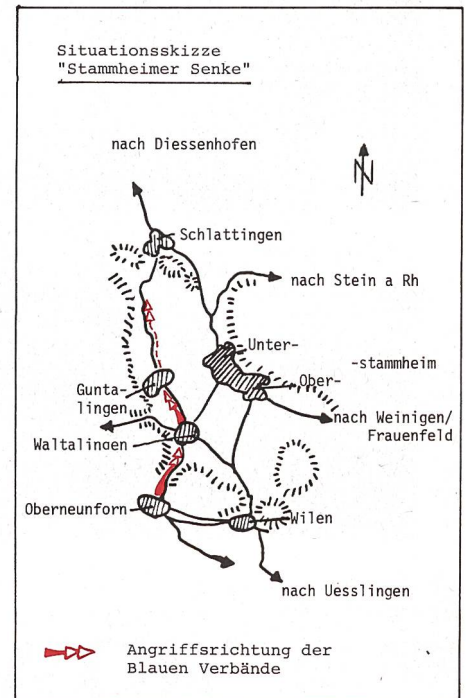 Situationsskizze
"Stammheimer Senke"
nach Diessenhofen
N
Schlattingen
nach Stein a Rh
Unter-
-stammheim
Ober-
Gunta-
lingen
nach Weinigen/
Frauenfeld
Waltalingen
Oberneunforn
Wilen
nach Uesslingen
Angriffsrichtung der
Blauen Verbände